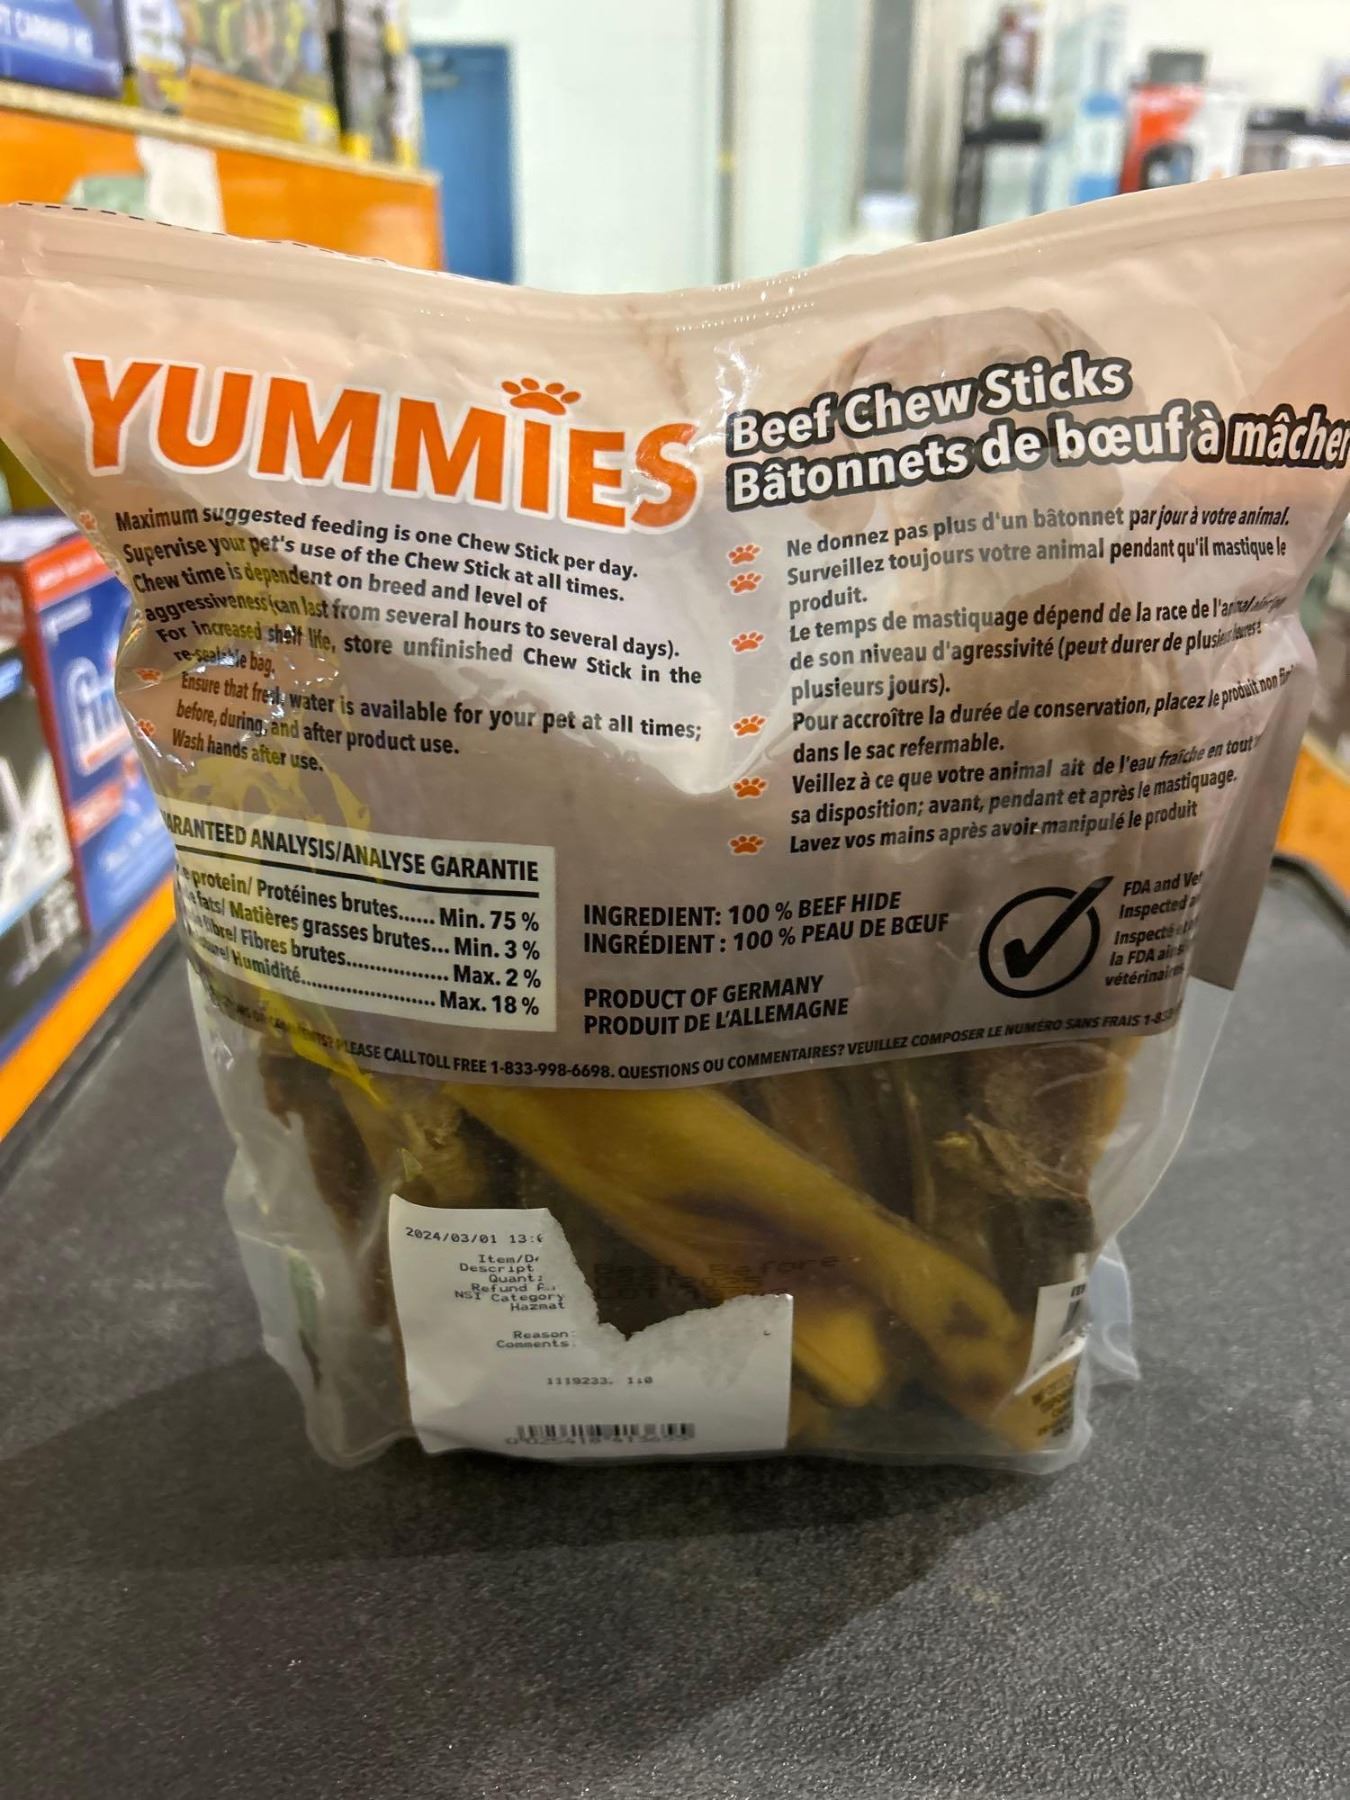 YUMMIES
Beef Chew Sticks
Bâtonnets de bœuf à mâcher
Maximum suggested feeding is one Chew Stick per day.
Supervise your pet's use of the Chew Stick at all times.
Chew time is dependent on breed and level of
aggressiveness (can last from several hours to several days).
For increased shelf life, store unfinished Chew Stick in the
re-sealable bag.
Ensure that fresh water is available for your pet at all times;
before, during, and after product use.
Wash hands after use.
Ne donnez pas plus d'un bâtonnet par jour à votre animal.
Surveillez toujours votre animal pendant qu'il mastique le
produit.
Le temps de mastiquage dépend de la race de l'animal
de son niveau d'agressivité (peut durer de
plusieurs jours).
Pour accroître la durée de conservation, placez le produit non
dans le sac refermable.
Veillez à ce que votre animal ait de l'eau fraîche en tout
sa disposition; avant, pendant et après le mastiquage.
Lavez vos mains après avoir manipulé le produit
ARANTEED ANALYSIS/ANALYSE GARANTIE
protein/ Protéines brutes...... Min. 75 %
fats/ Matières grasses brutes... Min. 3 %
fibre/ Fibres brutes................ Max. 2 %
Humidité..................... Max. 18 %
INGREDIENT: 100 % BEEF HIDE
INGRÉDIENT : 100 % PEAU DE BŒUF
PRODUCT OF GERMANY
PRODUIT DE L'ALLEMAGNE
FDA and Vet
Inspected
Inspecté
la FDA
vétérinaire
PLEASE CALL TOLL FREE 1-833-998-6698. QUESTIONS OU COMMENTAIRES? VEUILLEZ COMPOSER LE NUMÉRO SANS FRAIS
2024/03/01 13:
Item/D
Descript
Quant
Refund
NSI Category
Hazmat
Reason:
Comments:
1119233.